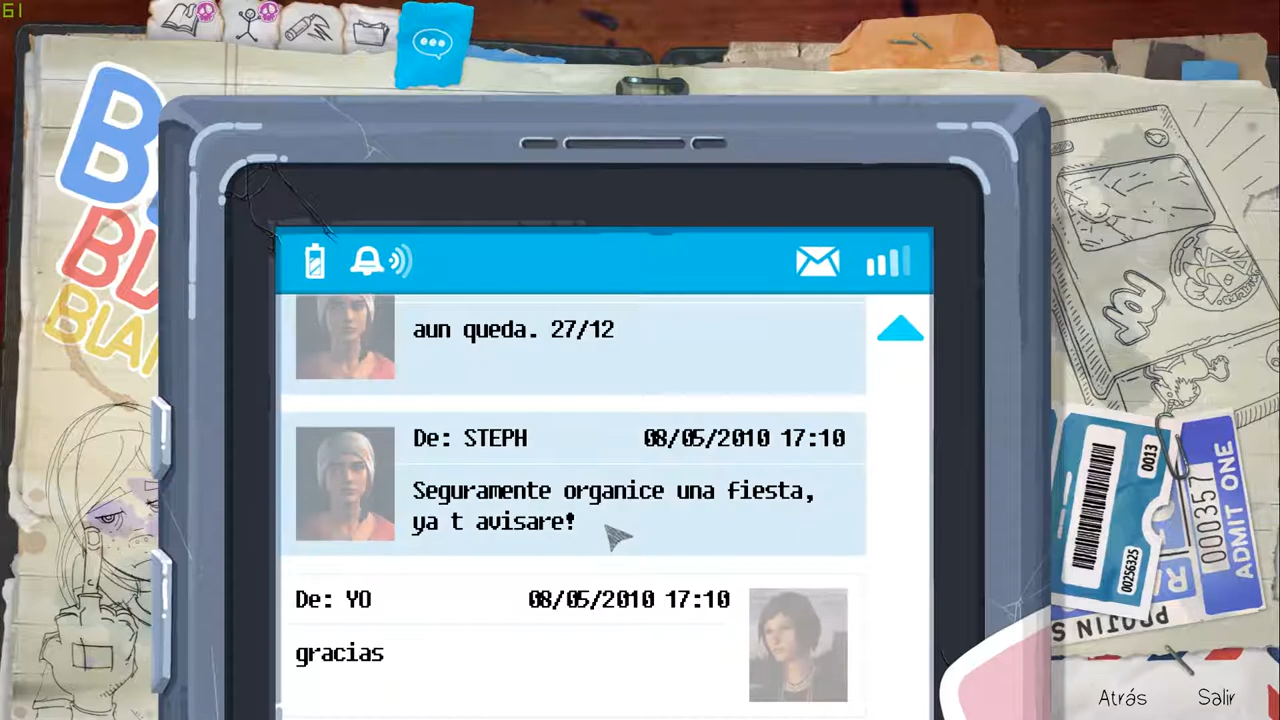 61
aun queda. 27/12
De: STEPH 08/05/2010 17:10
Seguramente organice una fiesta,
ya t avisare!
De: YO 08/05/2010 17:10
gracias
0013
00256325
000357
ADMIT ONE
Atrás Salir